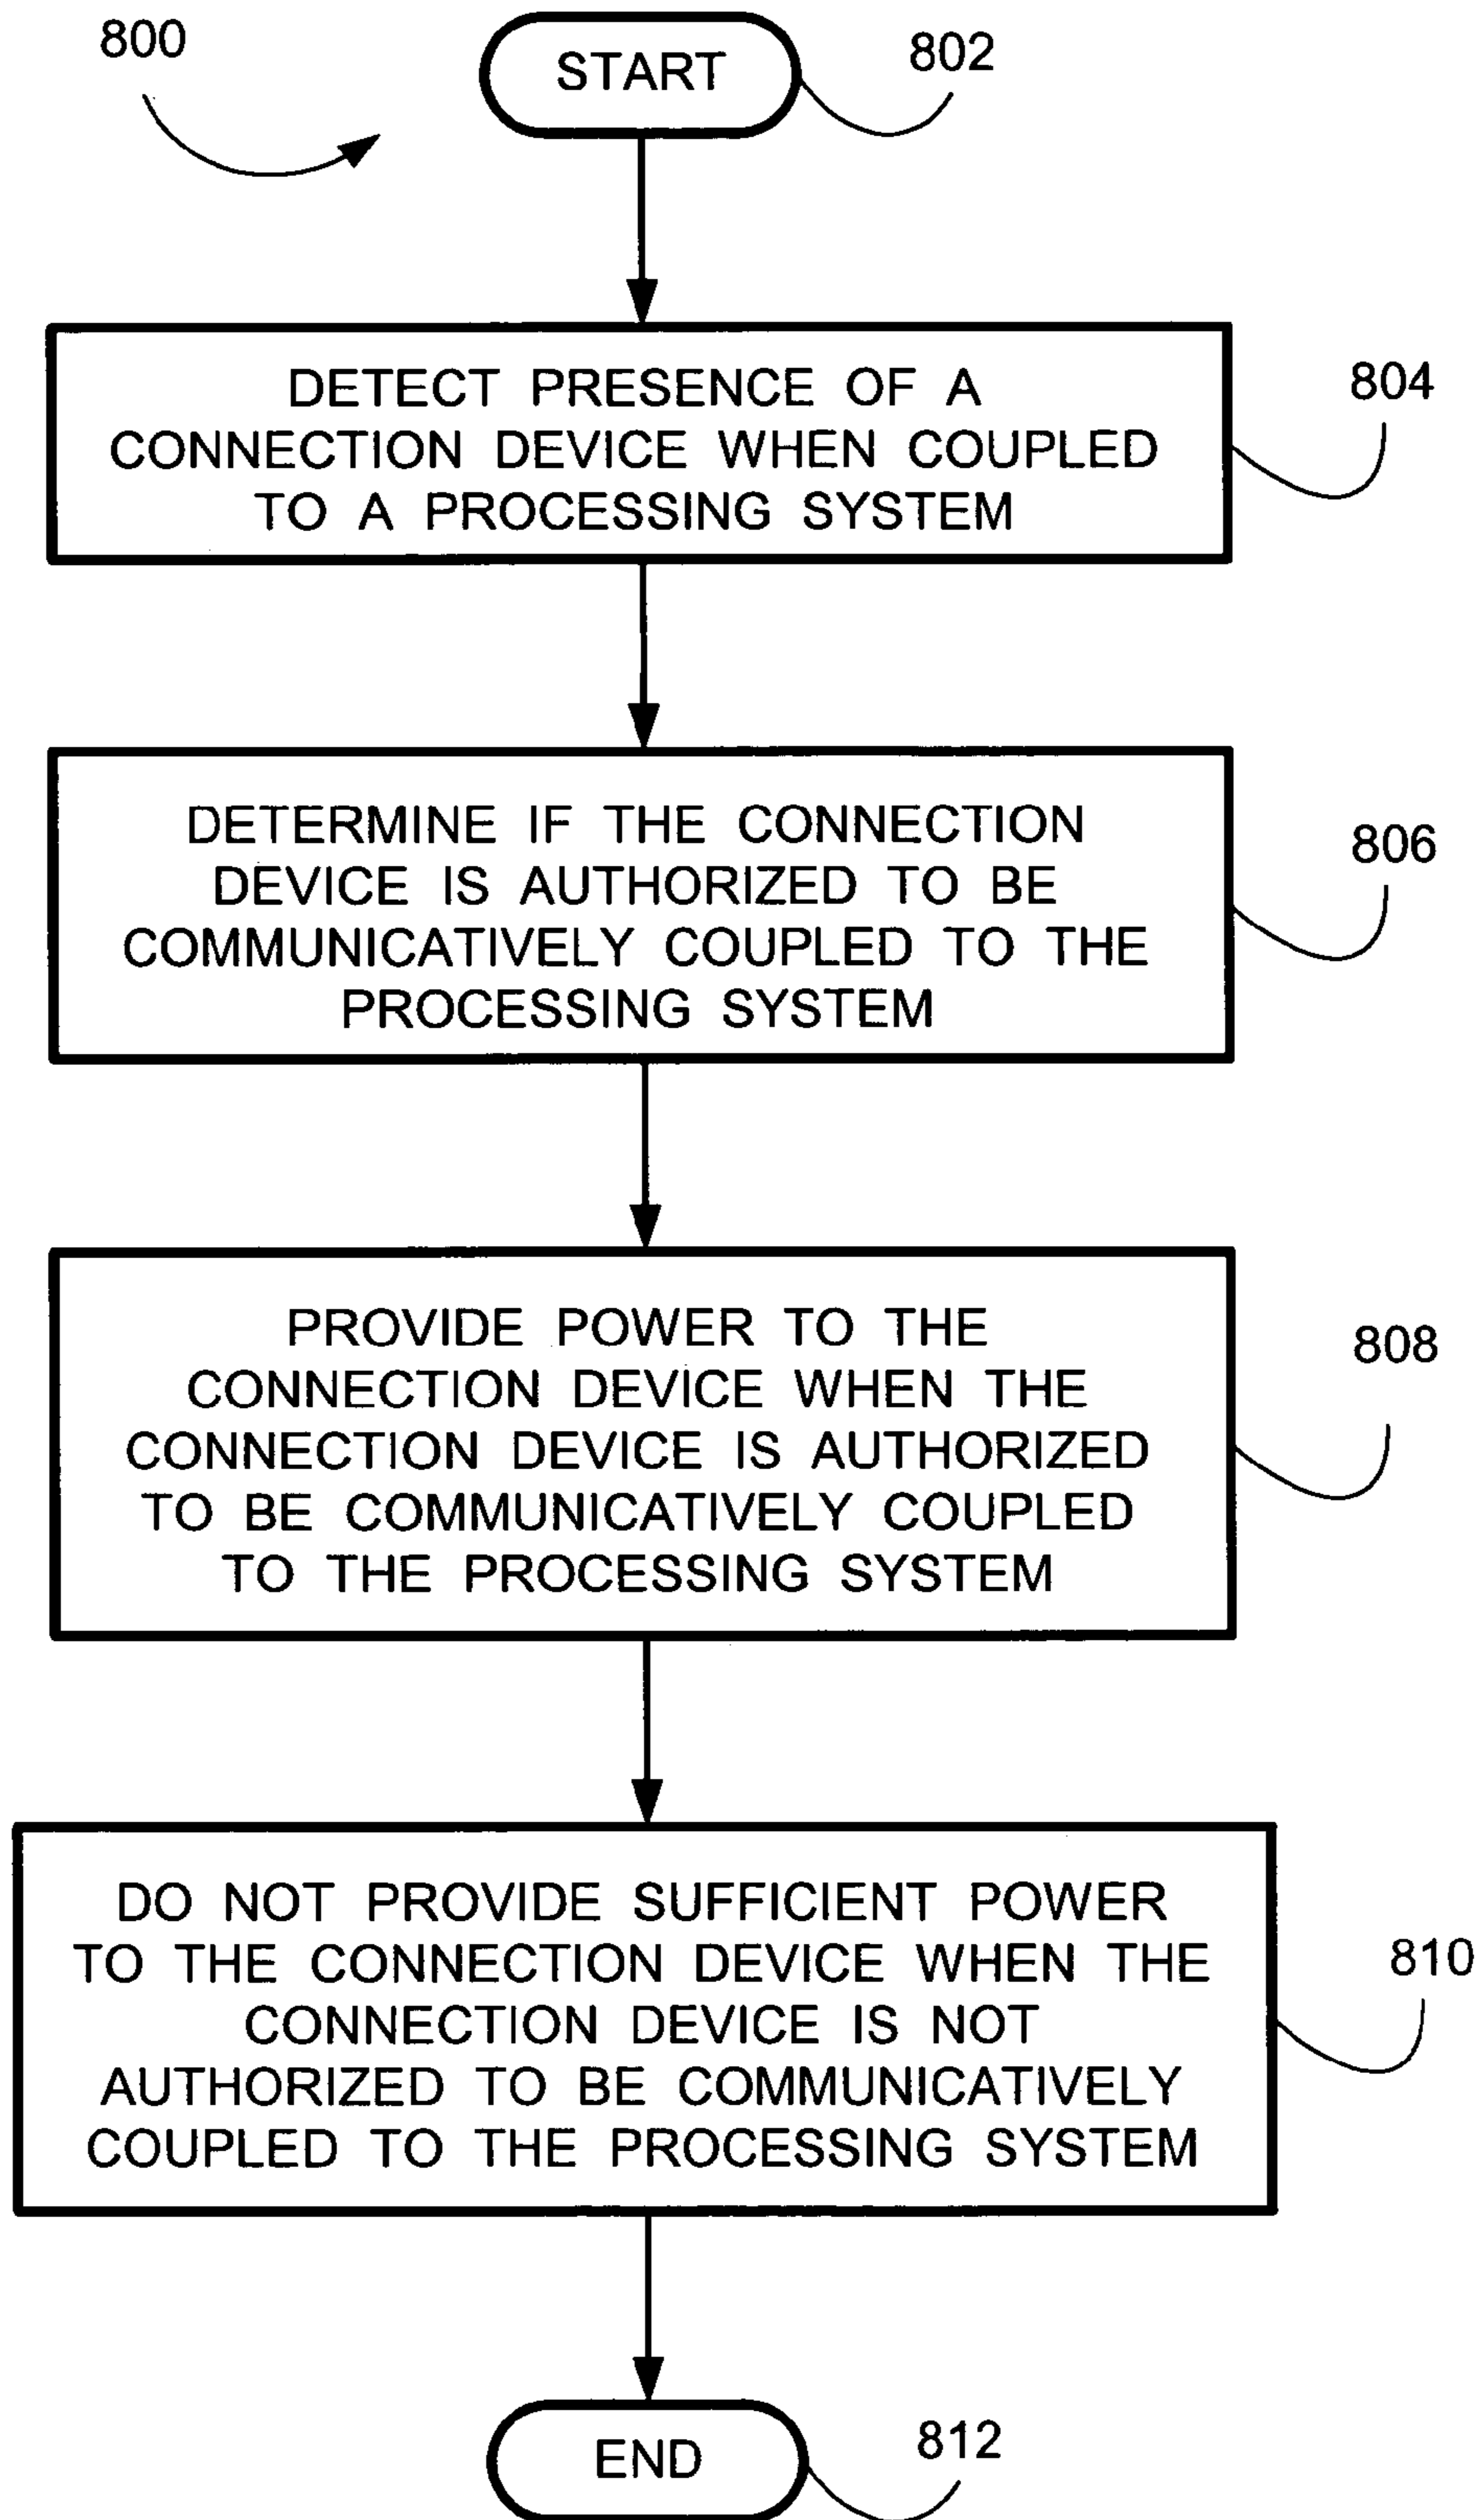 800
START
802
DETECT PRESENCE OF A
CONNECTION DEVICE WHEN COUPLED
TO A PROCESSING SYSTEM
804
DETERMINE IF THE CONNECTION
DEVICE IS AUTHORIZED TO BE
COMMUNICATIVELY COUPLED TO THE
PROCESSING SYSTEM
806
PROVIDE POWER TO THE
CONNECTION DEVICE WHEN THE
CONNECTION DEVICE IS AUTHORIZED
TO BE COMMUNICATIVELY COUPLED
TO THE PROCESSING SYSTEM
808
DO NOT PROVIDE SUFFICIENT POWER
TO THE CONNECTION DEVICE WHEN THE
CONNECTION DEVICE IS NOT
AUTHORIZED TO BE COMMUNICATIVELY
COUPLED TO THE PROCESSING SYSTEM
810
END
812